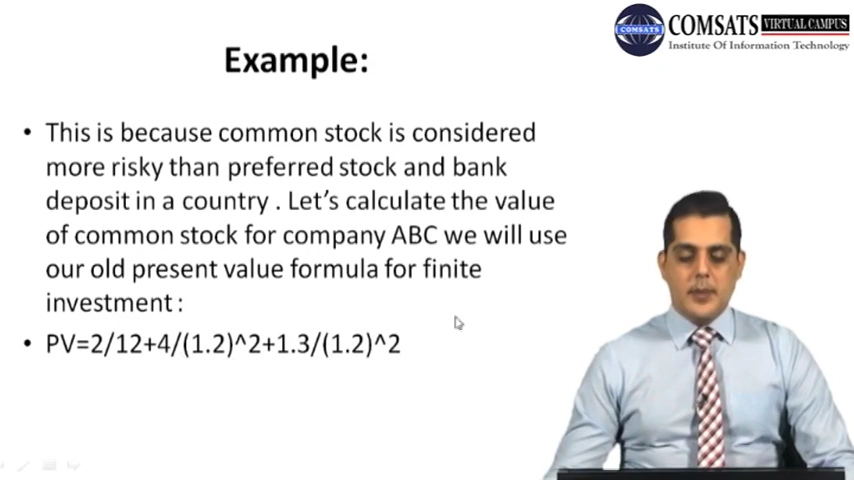 COMSATS
COMSATS VIRTUAL CAMPUS
Institute Of Information Technology
Example:
• This is because common stock is considered
more risky than preferred stock and bank
deposit in a country . Let's calculate the value
of common stock for company ABC we will use
our old present value formula for finite
investment :
• PV=2/12+4/(1.2)^2+1.3/(1.2)^2